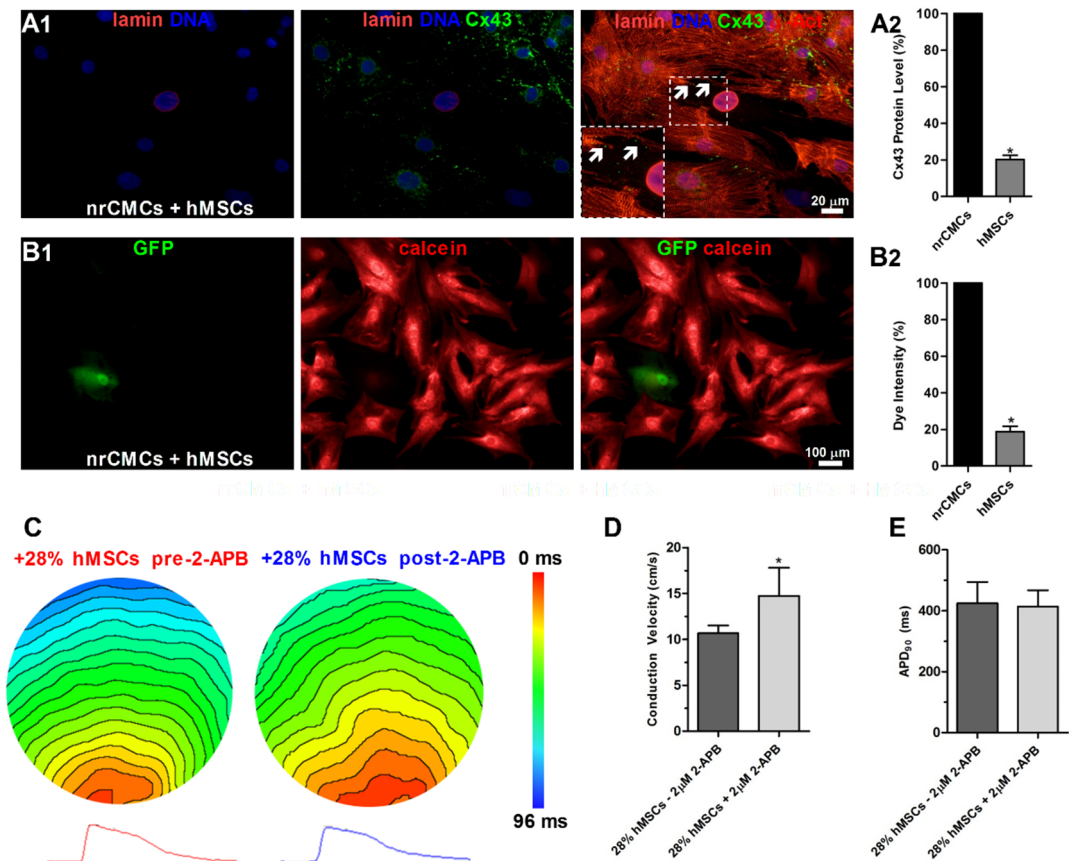 A1
lamin DNA
nrCMCs + hMSCs
lamin DNA Cx43
lamin DNA Cx43
20 µm
A2
Cx43 Protein Level (%)
100
80
60
40
20
0
*
nrCMCs
hMSCs
B1
GFP
nrCMCs + hMSCs
calcein
GFP calcein
100 µm
B2
Dye Intensity (%)
100
80
60
40
20
0
*
nrCMCs
hMSCs
C
+28% hMSCs pre-2-APB
+28% hMSCs post-2-APB
0 ms
96 ms
D
Conduction Velocity (cm/s)
20
15
10
5
0
*
28% hMSCs - 2µM 2-APB
28% hMSCs + 2µM 2-APB
E
APD90 (ms)
600
400
200
0
28% hMSCs - 2µM 2-APB
28% hMSCs + 2µM 2-APB